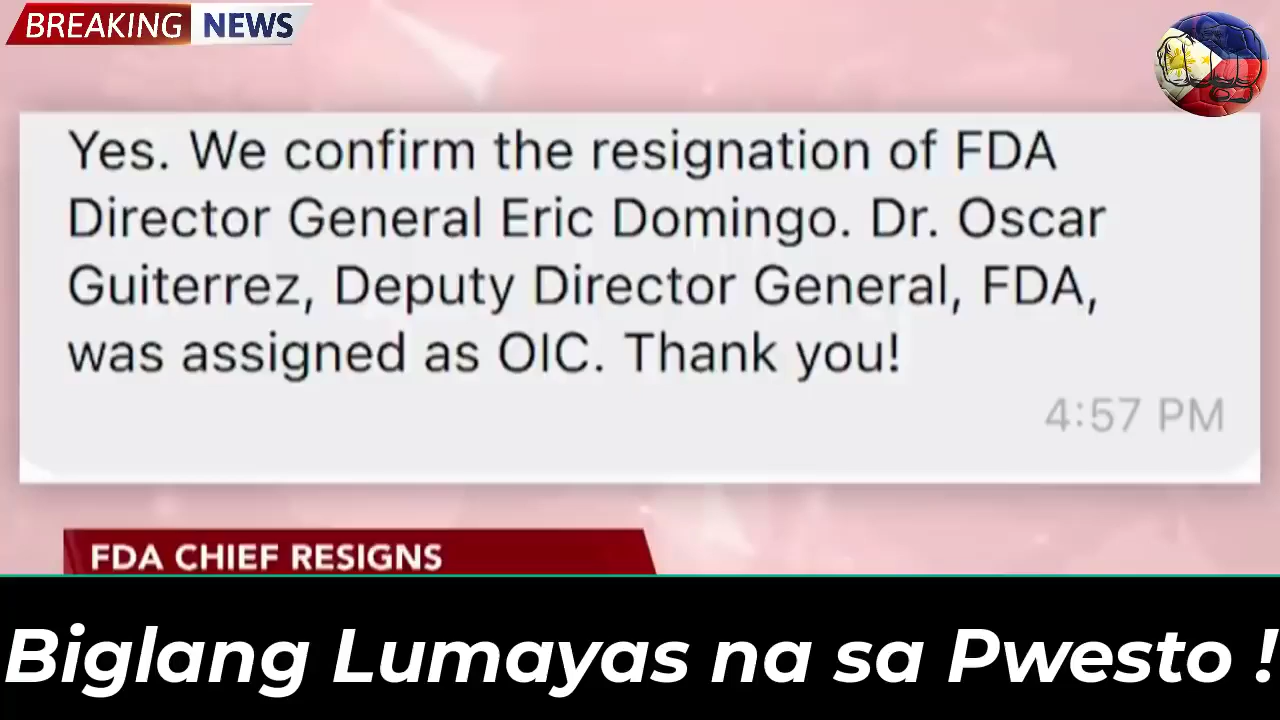 BREAKING NEWS
Yes. We confirm the resignation of FDA
Director General Eric Domingo. Dr. Oscar
Guiterrez, Deputy Director General, FDA,
was assigned as OIC. Thank you!
4:57 PM
FDA CHIEF RESIGNS
Biglang Lumayas na sa Pwesto !